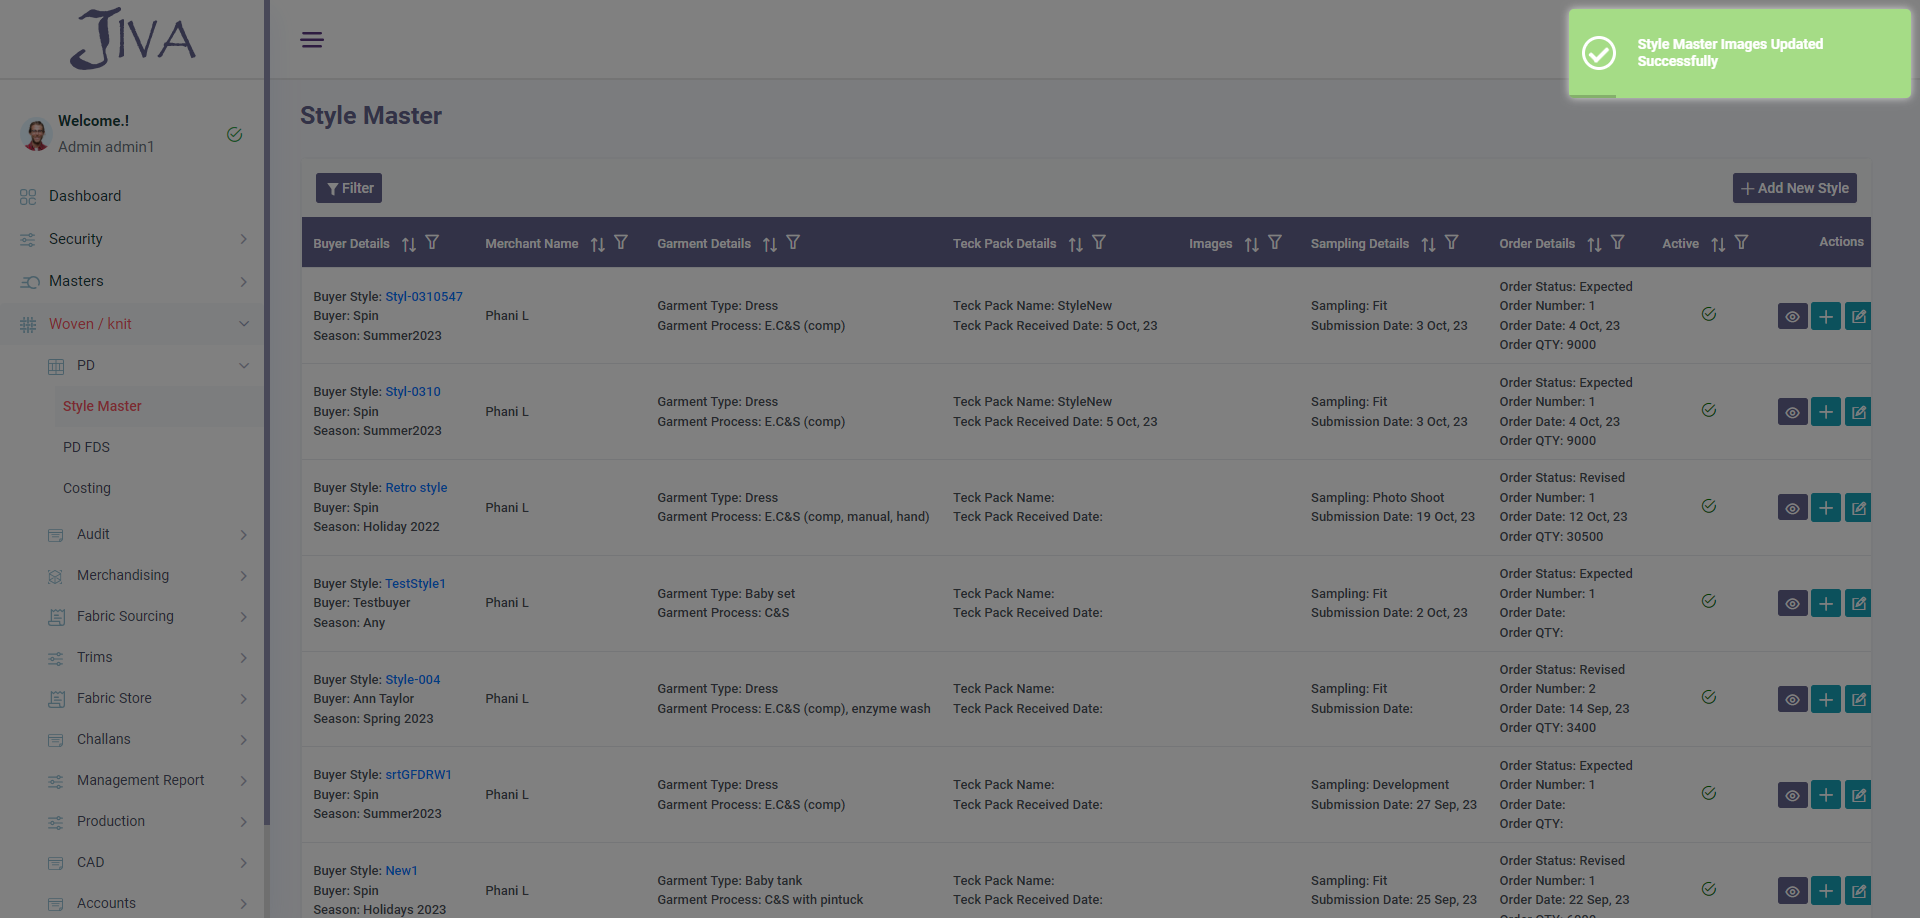 JIVA
Style Master Images Updated
Successfully
Style Master
Welcome.!
Admin admin1
Dashboard
Security
Masters
Woven / knit
PD
Style Master
PD FDS
Costing
Audit
Merchandising
Fabric Sourcing
Trims
Fabric Store
Challans
Management Report
Production
CAD
Accounts
Filter
Add New Style
Buyer Details Merchant Name Garment Details Teck Pack Details Images Sampling Details Order Details Active Actions
Buyer Style: Styl-0310547
Buyer: Spin
Season: Summer2023
Phani L
Garment Type: Dress
Garment Process: E.C&S (comp)
Teck Pack Name: StyleNew
Teck Pack Received Date: 5 Oct, 23
Sampling: Fit
Submission Date: 3 Oct, 23
Order Status: Expected
Order Number: 1
Order Date: 4 Oct, 23
Order QTY: 9000
Buyer Style: Styl-0310
Buyer: Spin
Season: Summer2023
Phani L
Garment Type: Dress
Garment Process: E.C&S (comp)
Teck Pack Name: StyleNew
Teck Pack Received Date: 5 Oct, 23
Sampling: Fit
Submission Date: 3 Oct, 23
Order Status: Expected
Order Number: 1
Order Date: 4 Oct, 23
Order QTY: 9000
Buyer Style: Retro style
Buyer: Spin
Season: Holiday 2022
Phani L
Garment Type: Dress
Garment Process: E.C&S (comp, manual, hand)
Teck Pack Name:
Teck Pack Received Date:
Sampling: Photo Shoot
Submission Date: 19 Oct, 23
Order Status: Revised
Order Number: 1
Order Date: 12 Oct, 23
Order QTY: 30500
Buyer Style: TestStyle1
Buyer: Testbuyer
Season: Any
Phani L
Garment Type: Baby set
Garment Process: C&S
Teck Pack Name:
Teck Pack Received Date:
Sampling: Fit
Submission Date: 2 Oct, 23
Order Status: Expected
Order Number: 1
Order Date:
Order QTY:
Buyer Style: Style-004
Buyer: Ann Taylor
Season: Spring 2023
Phani L
Garment Type: Dress
Garment Process: E.C&S (comp), enzyme wash
Teck Pack Name:
Teck Pack Received Date:
Sampling: Fit
Submission Date:
Order Status: Revised
Order Number: 2
Order Date: 14 Sep, 23
Order QTY: 3400
Buyer Style: srtGFDRW1
Buyer: Spin
Season: Summer2023
Phani L
Garment Type: Dress
Garment Process: E.C&S (comp)
Teck Pack Name:
Teck Pack Received Date:
Sampling: Development
Submission Date: 27 Sep, 23
Order Status: Expected
Order Number: 1
Order Date:
Order QTY:
Buyer Style: New1
Buyer: Spin
Season: Holidays 2023
Phani L
Garment Type: Baby tank
Garment Process: C&S with pintuck
Teck Pack Name:
Teck Pack Received Date:
Sampling: Fit
Submission Date: 25 Sep, 23
Order Status: Revised
Order Number: 1
Order Date: 22 Sep, 23